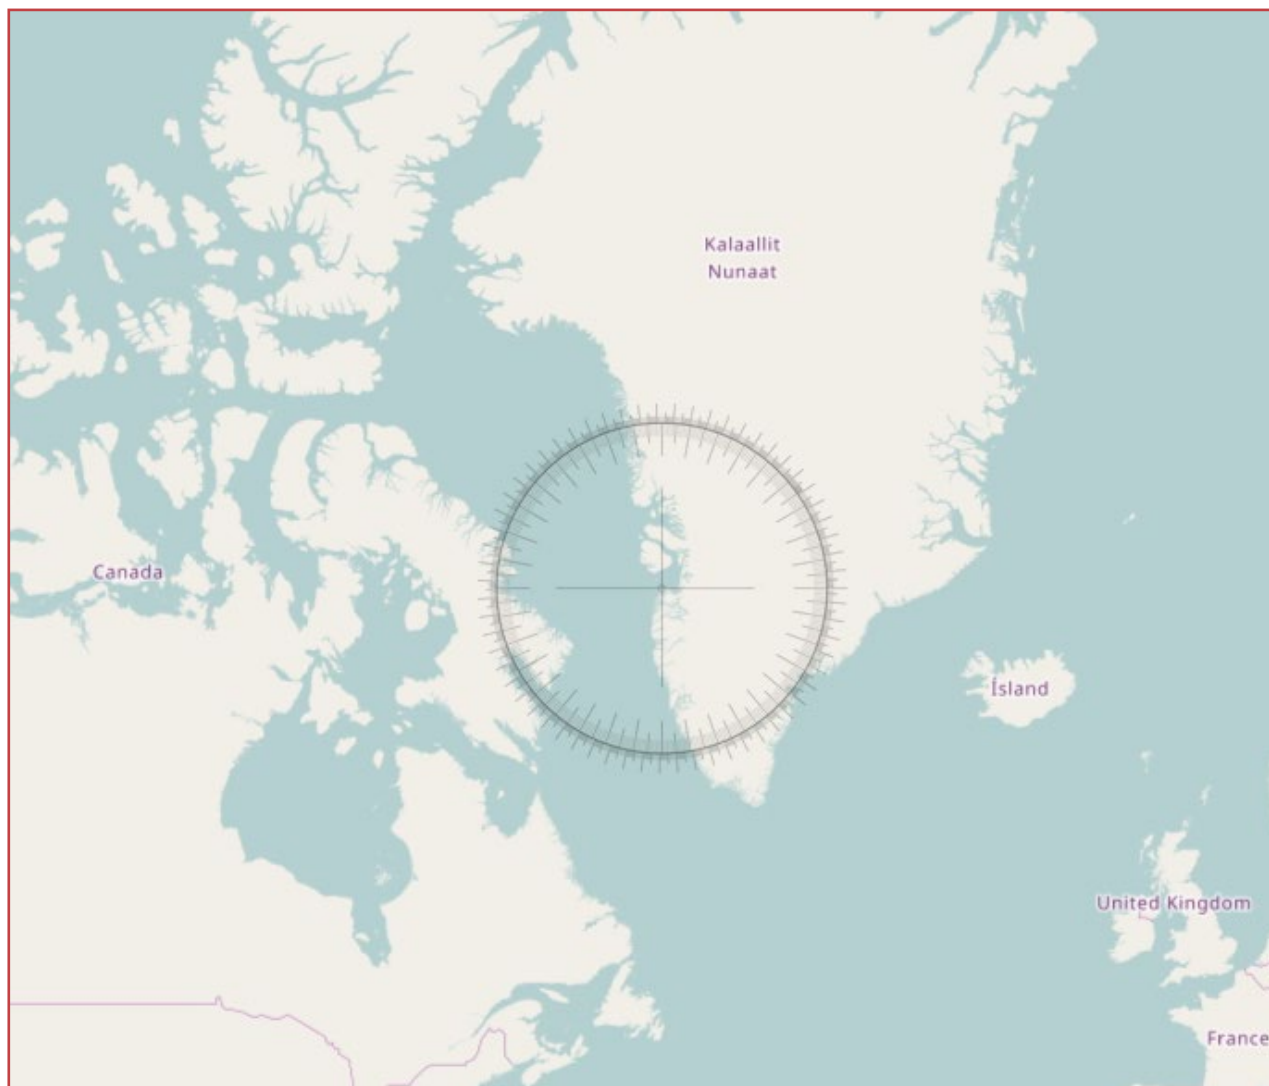 Kalaallit
Nunaat
Canada
Ísland
United Kingdom
France